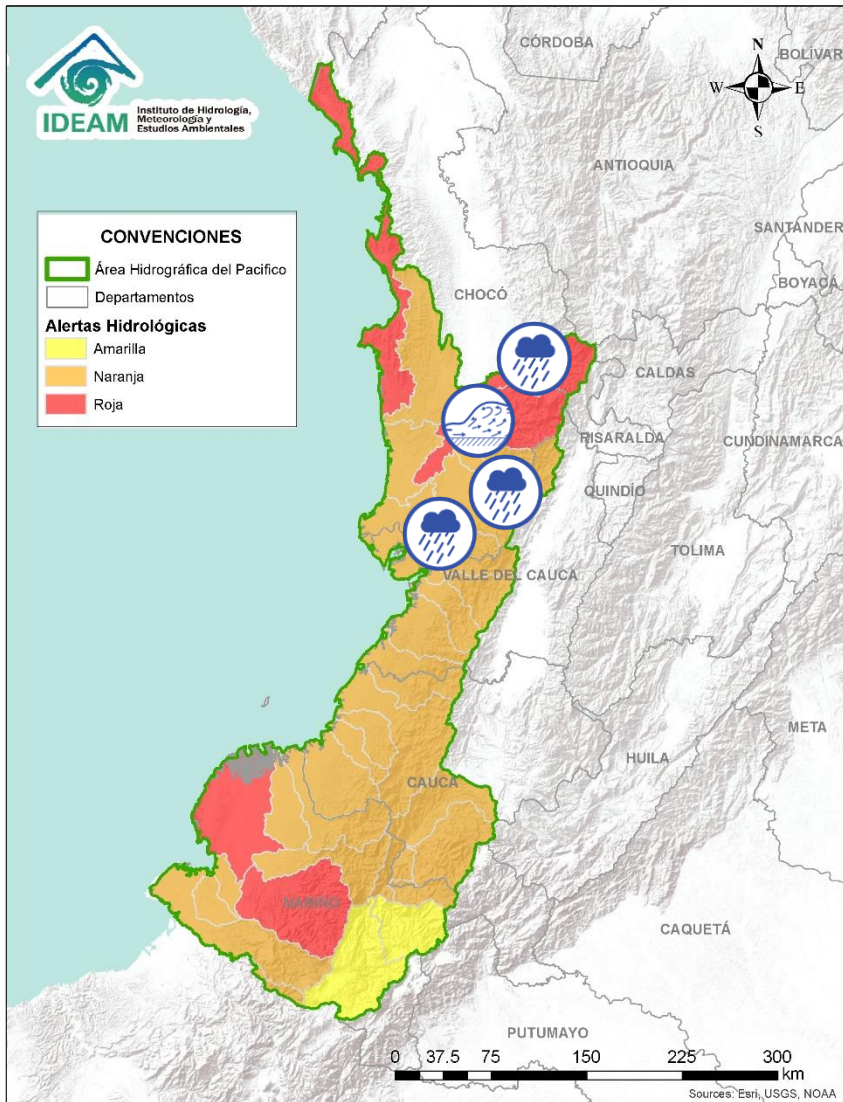 IDEAM
Instituto de Hidrología,
Meteorología y
Estudios Ambientales
N
W
E
S
CÓRDOBA
BOLÍVAR
ANTIOQUIA
SANTANDER
BOYACÁ
CONVENCIONES
Área Hidrográfica del Pacifico
Departamentos
Alertas Hidrológicas
Amarilla
Naranja
Roja
CHOCÓ
CALDAS
RISARALDA
CUNDINAMARCA
QUINDÍO
TOLIMA
VALLE DEL CAUCA
META
HUILA
CAUCA
NARIÑO
CAQUETÁ
PUTUMAYO
0 37.5 75 150 225 300
km
Sources: Esri, USGS, NOAA